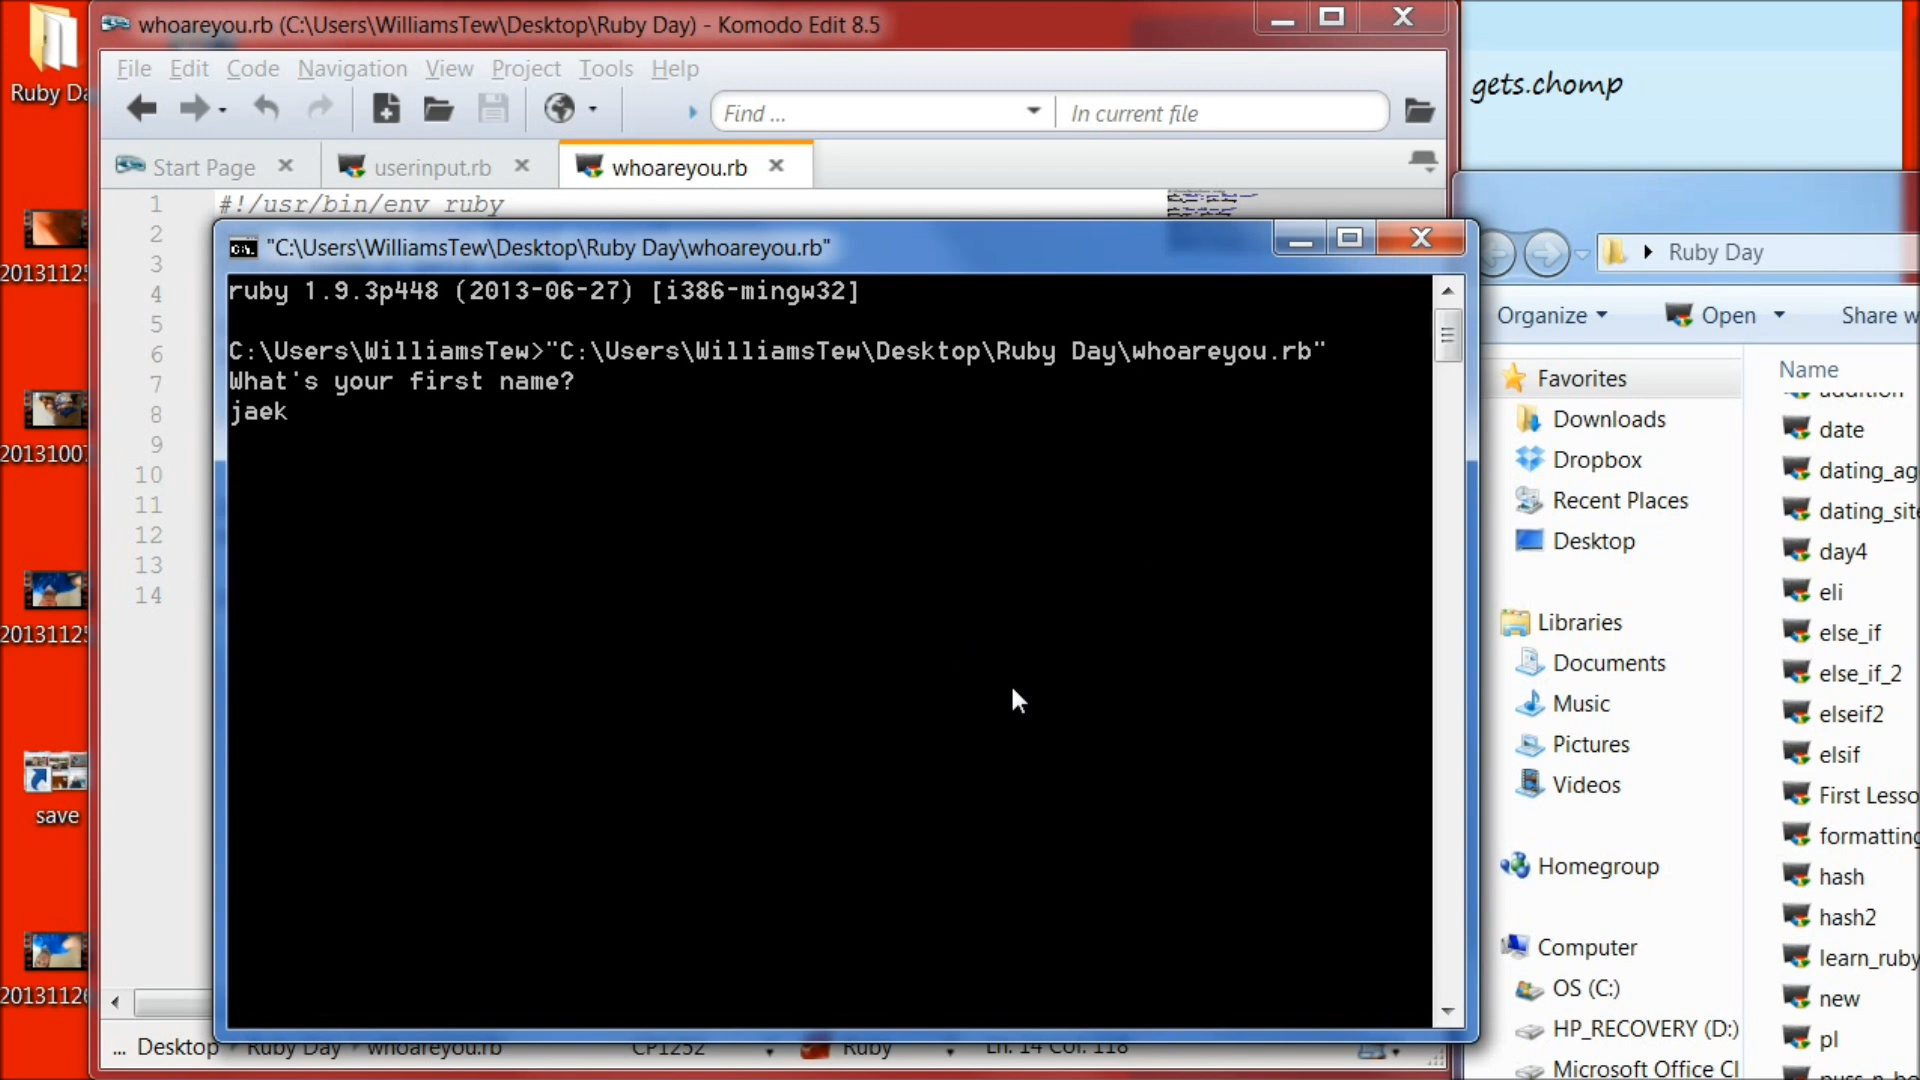 whoareyou.rb (C:\Users\WilliamsTew\Desktop\Ruby Day) - Komodo Edit 8.5
File Edit Code Navigation View Project Tools Help
Find ... In current file
Start Page userinput.rb whoareyou.rb
1 #!/usr/bin/env ruby
2
3
4
5
6
7
8
9
10
11
12
13
14
"C:\Users\WilliamsTew\Desktop\Ruby Day\whoareyou.rb"
ruby 1.9.3p448 (2013-06-27) [i386-mingw32]
C:\Users\WilliamsTew>"C:\Users\WilliamsTew\Desktop\Ruby Day\whoareyou.rb"
What's your first name?
jaek
... Desktop Ruby Day whoareyou.rb CP1252 Ruby Ln: 14 Col: 118
gets.chomp
Ruby Day
Organize Open Share w
Favorites
Downloads
Dropbox
Recent Places
Desktop
Libraries
Documents
Music
Pictures
Videos
Homegroup
Computer
OS (C:)
HP_RECOVERY (D:)
Microsoft Office Cl
Name
addition
date
dating_ag
dating_site
day4
eli
else_if
else_if_2
elseif2
elsif
First Lesso
formatting
hash
hash2
learn_ruby
new
pl
Ruby Da
2013112
20131007
2013112
save
20131126